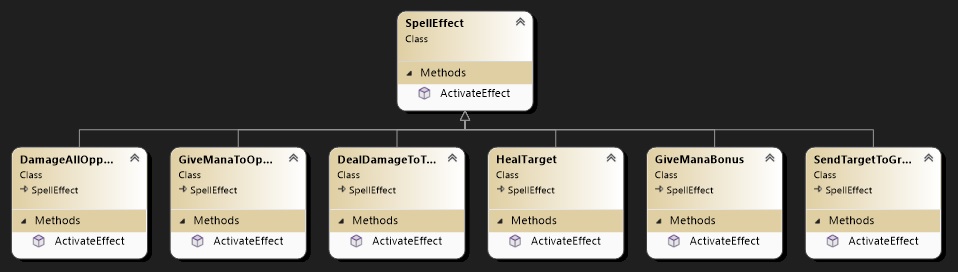 SpellEffect
Class
Methods
ActivateEffect
DamageAllOpp...
Class
SpellEffect
Methods
ActivateEffect
GiveManaToOp...
Class
SpellEffect
Methods
ActivateEffect
DealDamageToT...
Class
SpellEffect
Methods
ActivateEffect
HealTarget
Class
SpellEffect
Methods
ActivateEffect
GiveManaBonus
Class
SpellEffect
Methods
ActivateEffect
SendTargetToGr...
Class
SpellEffect
Methods
ActivateEffect